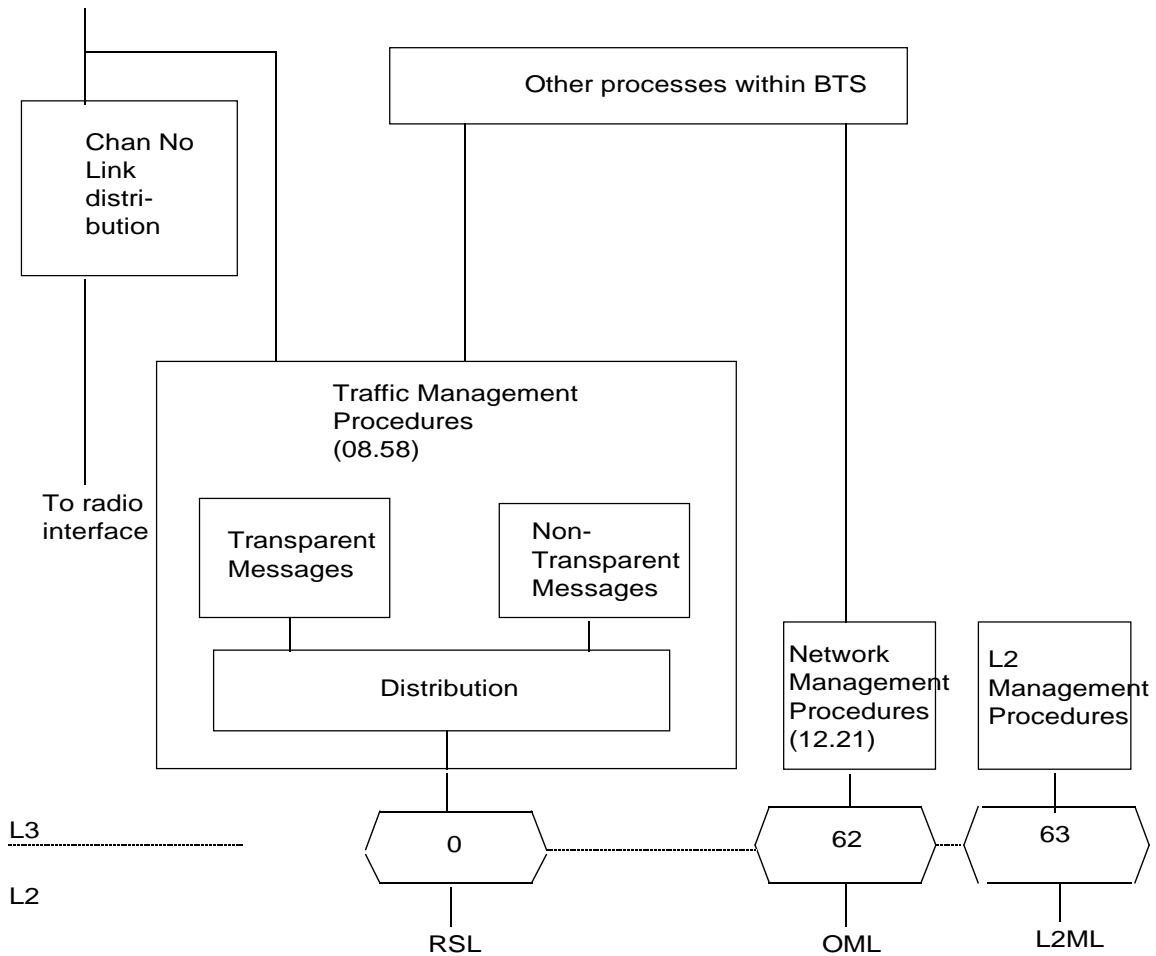 Other processes within BTS
Chan No
Link
distri-
bution
Traffic Management
Procedures
(08.58)
To radio
interface
Transparent
Messages
Non-
Transparent
Messages
Distribution
Network
Management
Procedures
(12.21)
L2
Management
Procedures
L3
0
62
63
L2
RSL
OML
L2ML